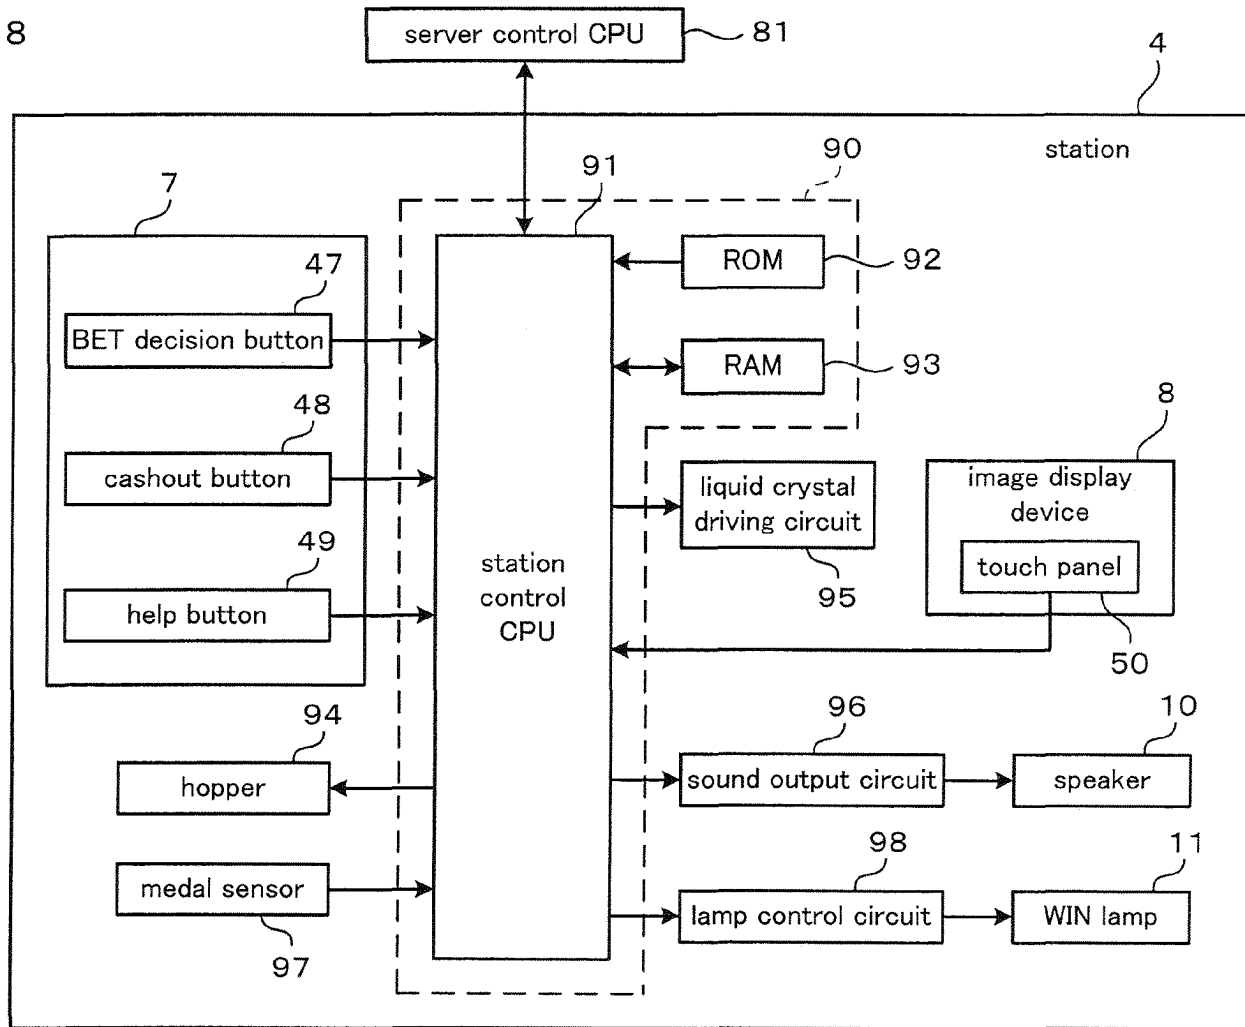 8
server control CPU
81
4
station
90
91
7
47
BET decision button
ROM
92
RAM
93
48
cashout button
8
image display
device
touch panel
50
liquid crystal
driving circuit
95
49
help button
station
control
CPU
94
hopper
96
sound output circuit
10
speaker
medal sensor
97
98
lamp control circuit
11
WIN lamp